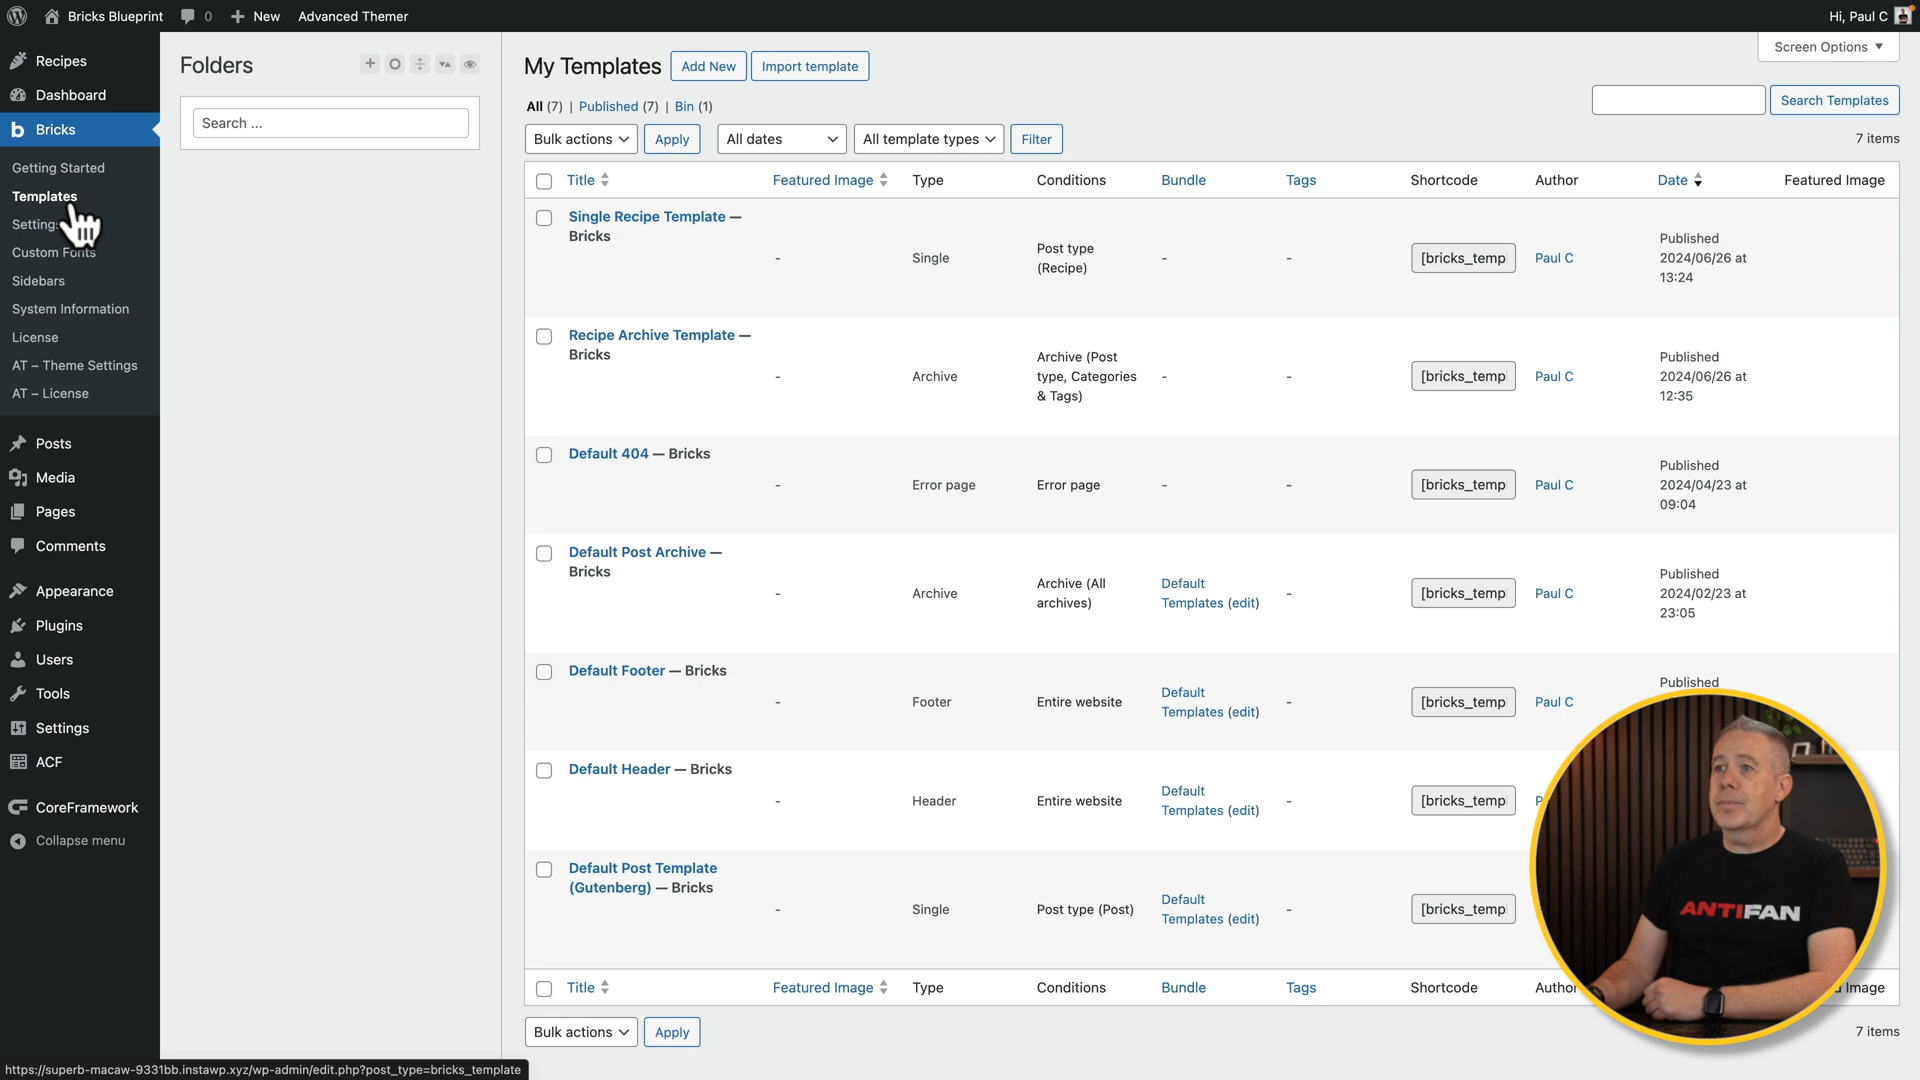 Bricks Blueprint 0 New Advanced Themer Hi, Paul C
Recipes
Dashboard
Bricks
Getting Started
Templates
Settings
Custom Fonts
Sidebars
System Information
License
AT – Theme Settings
AT – License
Posts
Media
Pages
Comments
Appearance
Plugins
Users
Tools
Settings
ACF
CoreFramework
Collapse menu
Folders
Search ...
Screen Options
My Templates Add New Import template
All (7) | Published (7) | Bin (1)
Search Templates
Bulk actions Apply All dates All template types Filter
7 items
Title Featured Image Type Conditions Bundle Tags Shortcode Author Date Featured Image
Single Recipe Template —
Bricks
- Single Post type
(Recipe) - - [bricks_temp Paul C Published
2024/06/26 at
13:24
Recipe Archive Template —
Bricks
- Archive Archive (Post
type, Categories
& Tags) - - [bricks_temp Paul C Published
2024/06/26 at
12:35
Default 404 — Bricks
- Error page Error page - - [bricks_temp Paul C Published
2024/04/23 at
09:04
Default Post Archive —
Bricks
- Archive Archive (All
archives) Default
Templates (edit) - [bricks_temp Paul C Published
2024/02/23 at
23:05
Default Footer — Bricks
- Footer Entire website Default
Templates (edit) - [bricks_temp Paul C Published
Default Header — Bricks
- Header Entire website Default
Templates (edit) - [bricks_temp
Default Post Template
(Gutenberg) — Bricks
- Single Post type (Post) Default
Templates (edit) - [bricks_temp
ANTIFAN
Title Featured Image Type Conditions Bundle Tags Shortcode Author Image
Bulk actions Apply
7 items
https://superb-macaw-9331bb.instawp.xyz/wp-admin/edit.php?post_type=bricks_template